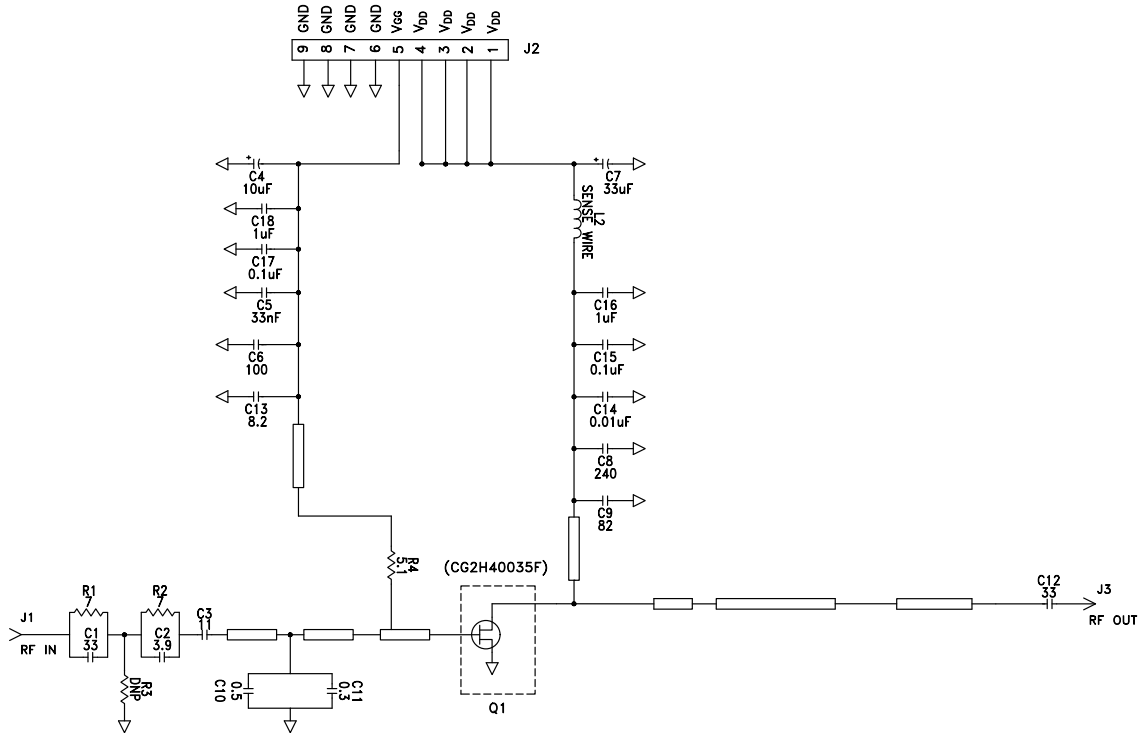 GND GND GND GND VGG VDD VDD VDD VDD
9 8 7 6 5 4 3 2 1
J2
C4
10uF
C18
1uF
C17
0.1uF
C5
33nF
C6
100
C13
8.2
C7
33uF
L2
SENSE WIRE
C16
1uF
C15
0.1uF
C14
0.01uF
C8
240
C9
82
R4
5.1
(CG2H40035F)
Q1
J1
RF IN
R1
7
C1
33
R2
7
C2
3.9
R3
DNP
C3
C10
0.5
C11
0.3
C12
33
J3
RF OUT